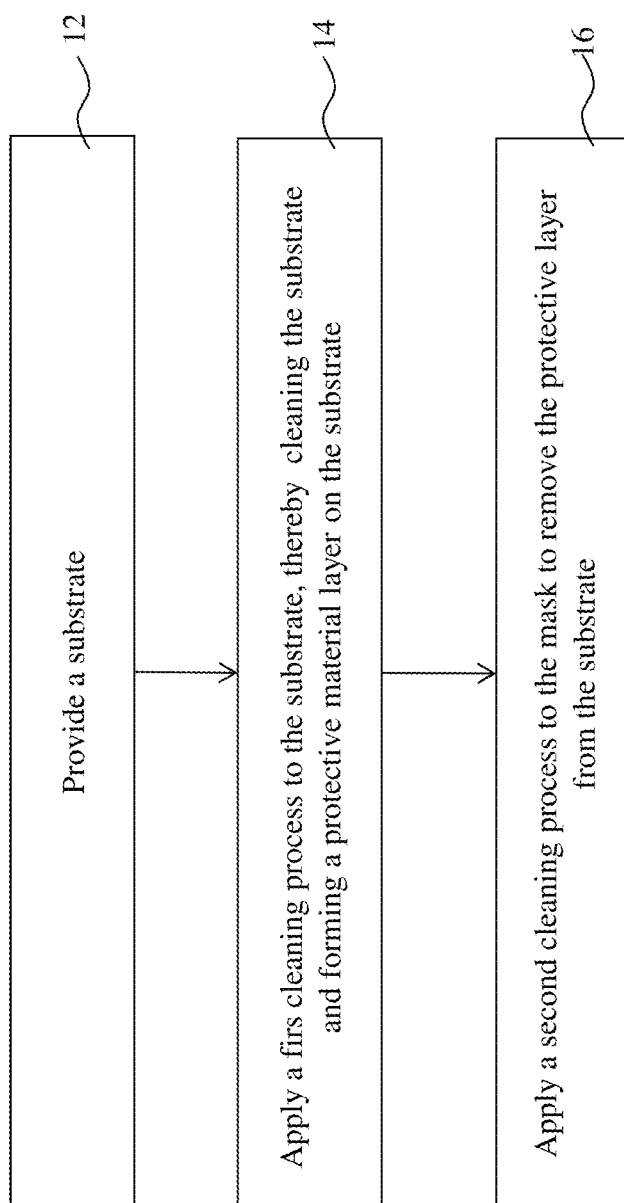 Provide a substrate
12
Apply a firs cleaning process to the substrate, thereby cleaning the substrate
and forming a protective material layer on the substrate
14
Apply a second cleaning process to the mask to remove the protective layer
from the substrate
16